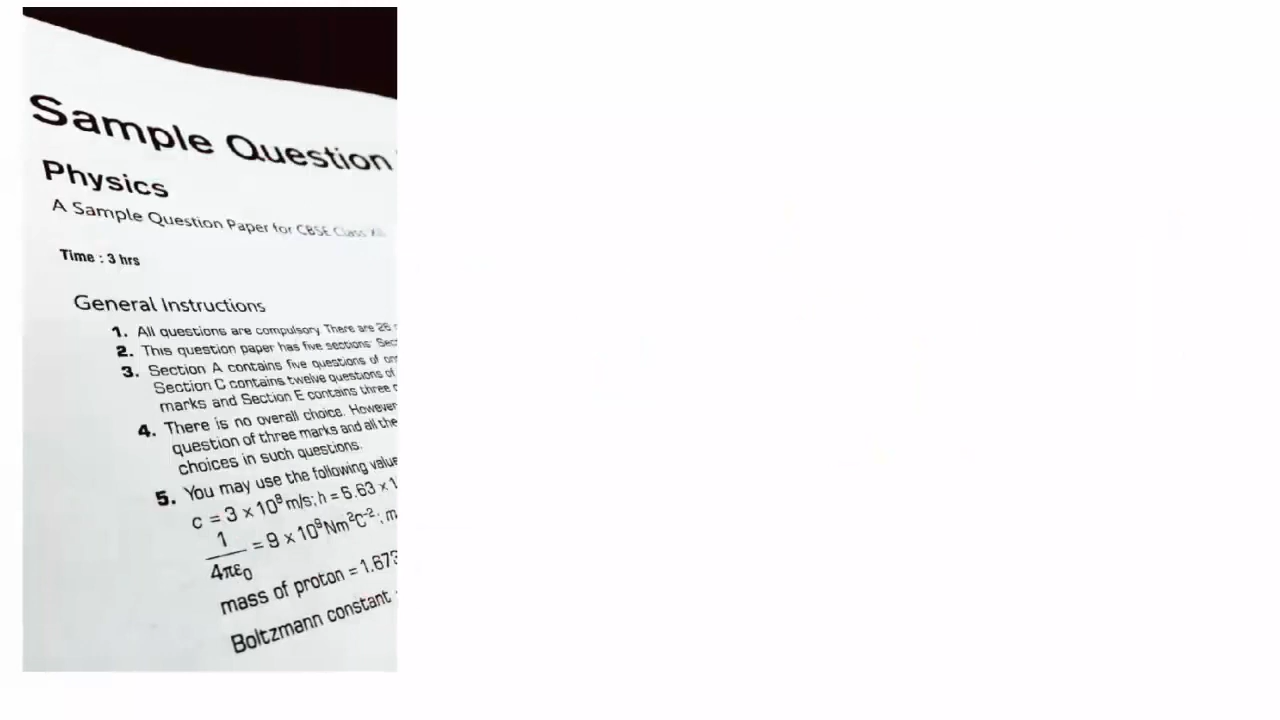 Sample Question
Physics
A Sample Question Paper for CBSE Class XII
Time : 3 hrs
General Instructions
1. All questions are compulsory There are 26
2. This question paper has five sections:
3. Section A contains five questions of
Section C contains twelve questions of
marks and Section E contains three
4. There is no overall choice. However
question of three marks and all the
choices in such questions.
5. You may use the following
c = 3 × 10⁸ m/s; h = 6.63 ×
1/4πε₀ = 9 × 10⁹ Nm²C⁻²;
mass of proton = 1.673
Boltzmann constant